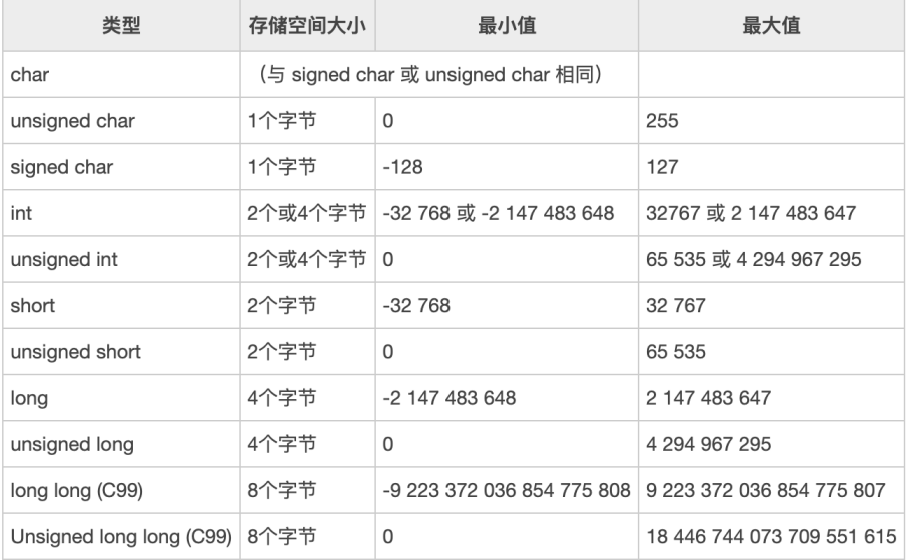 类型 存储空间大小 最小值 最大值
char （与 signed char 或 unsigned char 相同）
unsigned char 1个字节 0 255
signed char 1个字节 -128 127
int 2个或4个字节 -32 768 或 -2 147 483 648 32767 或 2 147 483 647
unsigned int 2个或4个字节 0 65 535 或 4 294 967 295
short 2个字节 -32 768 32 767
unsigned short 2个字节 0 65 535
long 4个字节 -2 147 483 648 2 147 483 647
unsigned long 4个字节 0 4 294 967 295
long long (C99) 8个字节 -9 223 372 036 854 775 808 9 223 372 036 854 775 807
Unsigned long long (C99) 8个字节 0 18 446 744 073 709 551 615